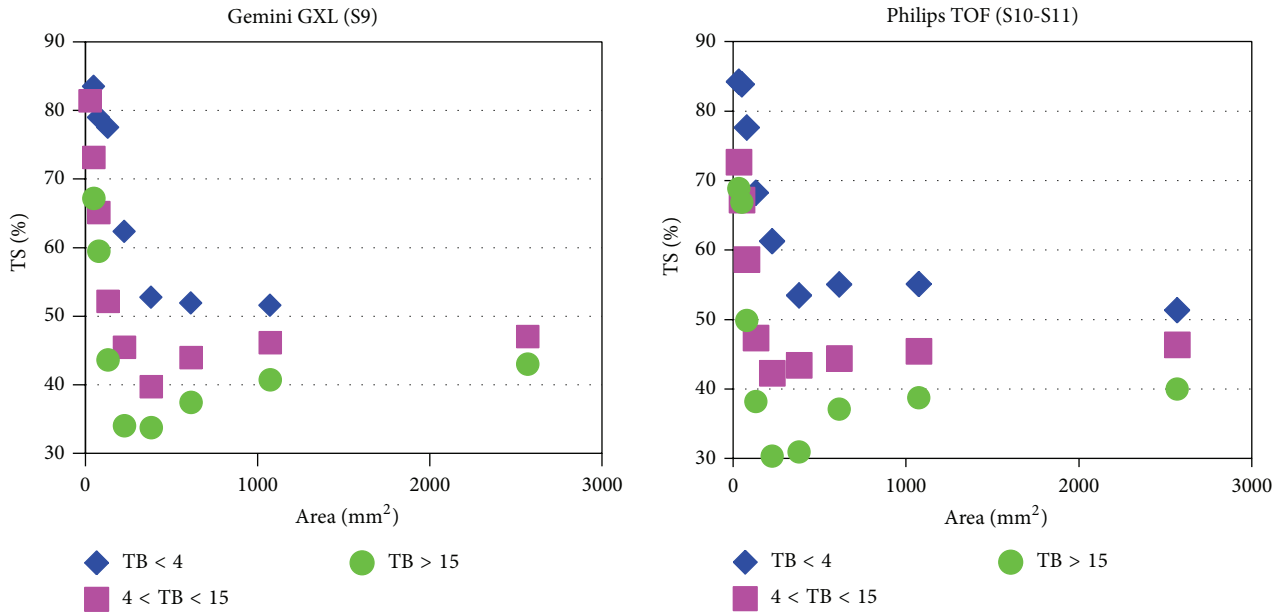 Gemini GXL (S9)
90
80
70
60
50
40
30
TS (%)
0
1000
2000
3000
Area (mm²)
TB < 4
TB > 15
4 < TB < 15
Philips TOF (S10-S11)
90
80
70
60
50
40
30
TS (%)
0
1000
2000
3000
Area (mm²)
TB < 4
TB > 15
4 < TB < 15